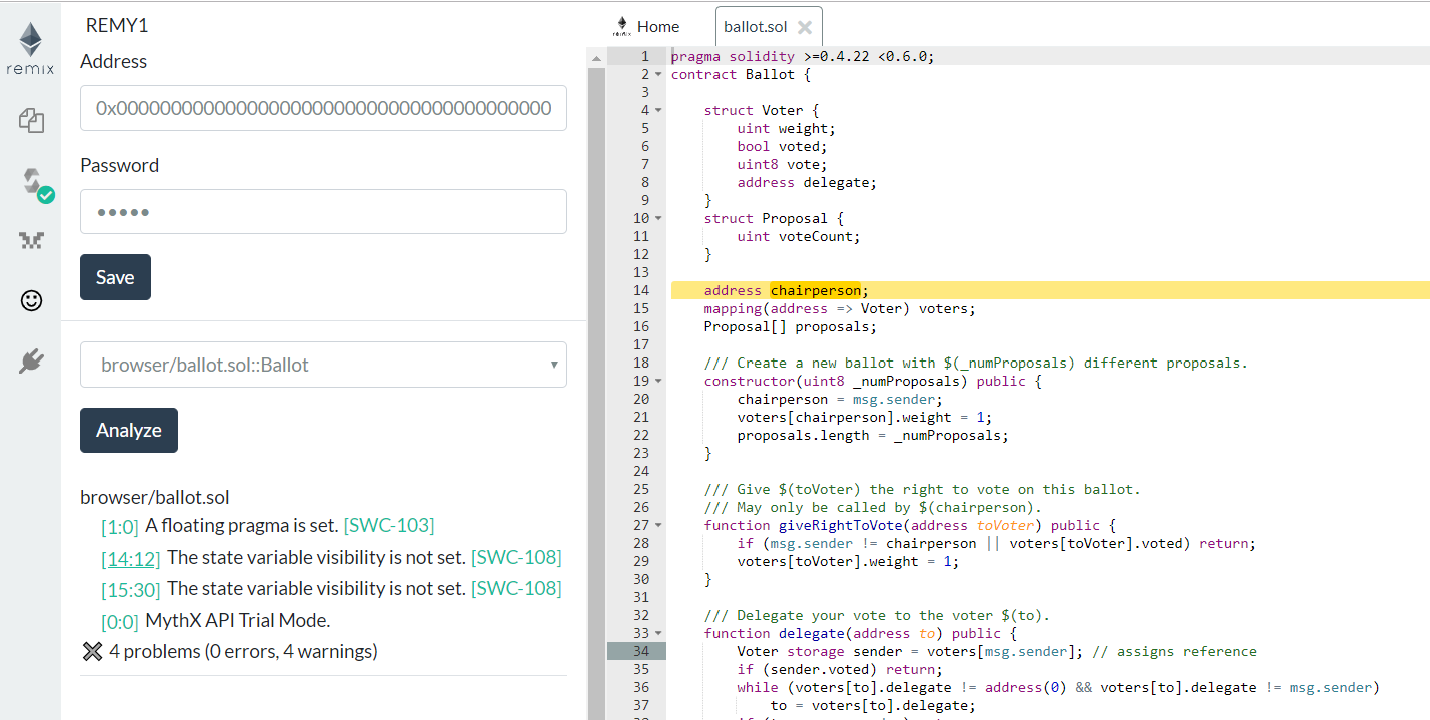 remix
REMY1
Address
0x0000000000000000000000000000000000000000
Password
•••••
Save
browser/ballot.sol::Ballot
Analyze
browser/ballot.sol
[1:0] A floating pragma is set. [SWC-103]
[14:12] The state variable visibility is not set. [SWC-108]
[15:30] The state variable visibility is not set. [SWC-108]
[0:0] MythX API Trial Mode.
✖ 4 problems (0 errors, 4 warnings)
remix Home ballot.sol
1 pragma solidity >=0.4.22 <0.6.0;
2 contract Ballot {
3
4 struct Voter {
5 uint weight;
6 bool voted;
7 uint8 vote;
8 address delegate;
9 }
10 struct Proposal {
11 uint voteCount;
12 }
13
14 address chairperson;
15 mapping(address => Voter) voters;
16 Proposal[] proposals;
17
18 /// Create a new ballot with $(_numProposals) different proposals.
19 constructor(uint8 _numProposals) public {
20 chairperson = msg.sender;
21 voters[chairperson].weight = 1;
22 proposals.length = _numProposals;
23 }
24
25 /// Give $(toVoter) the right to vote on this ballot.
26 /// May only be called by $(chairperson).
27 function giveRightToVote(address toVoter) public {
28 if (msg.sender != chairperson || voters[toVoter].voted) return;
29 voters[toVoter].weight = 1;
30 }
31
32 /// Delegate your vote to the voter $(to).
33 function delegate(address to) public {
34 Voter storage sender = voters[msg.sender]; // assigns reference
35 if (sender.voted) return;
36 while (voters[to].delegate != address(0) && voters[to].delegate != msg.sender)
37 to = voters[to].delegate;